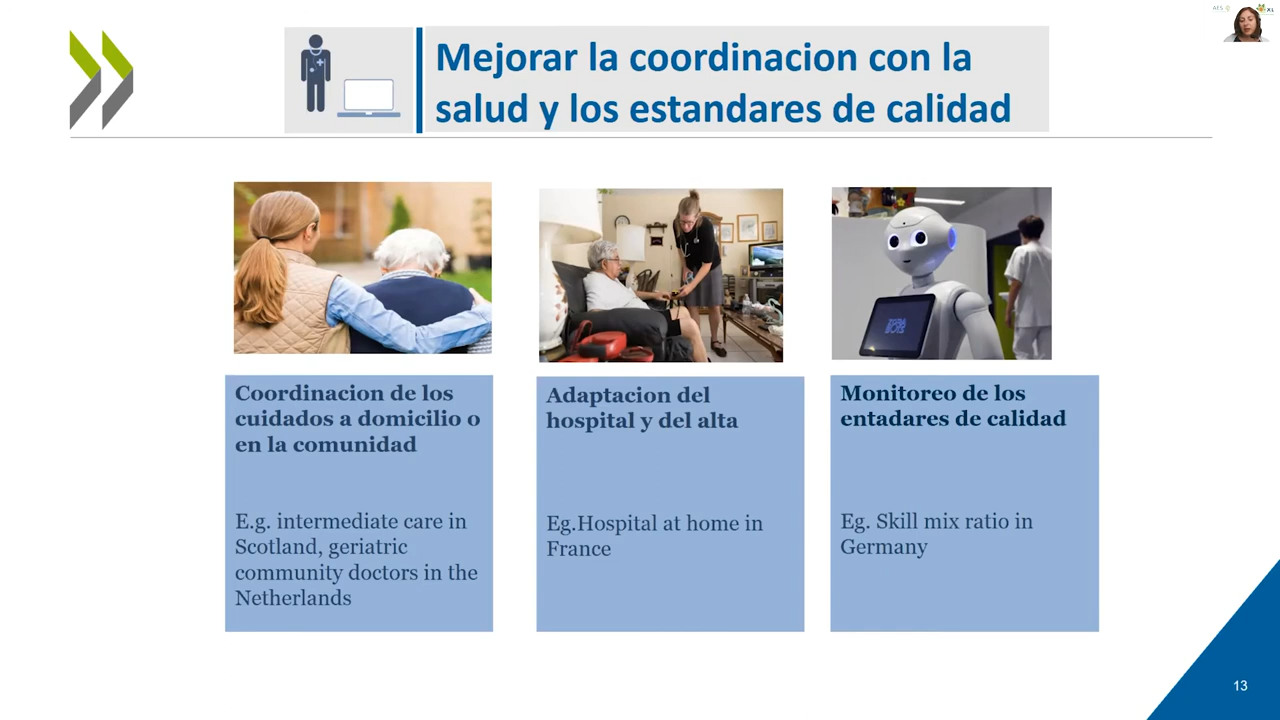 Mejorar la coordinacion con la
salud y los estandares de calidad
Coordinacion de los
cuidados a domicilio o
en la comunidad
E.g. intermediate care in
Scotland, geriatric
community doctors in the
Netherlands
Adaptacion del
hospital y del alta
Eg.Hospital at home in
France
Monitoreo de los
entadares de calidad
Eg. Skill mix ratio in
Germany
13
AES
XL